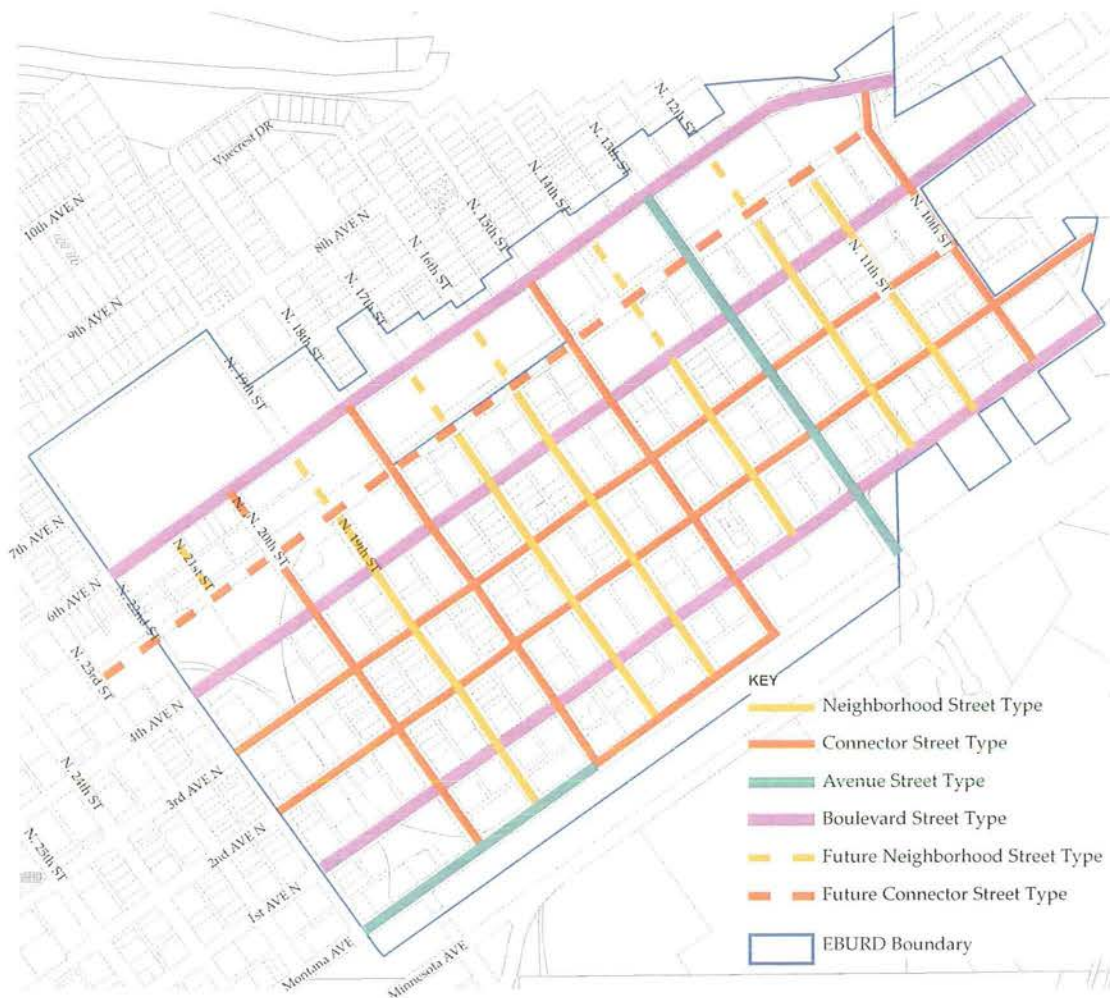 N. 12th ST
N. 13th ST
N. 14th ST
N. 15th ST
N. 16th ST
N. 17th ST
N. 18th ST
N. 19th ST
Vuecrest DR
10th AVE N
8th AVE N
9th AVE N
N. 10th ST
N. 11th ST
7th AVE N
6th AVE N
N. 20th ST
N. 19th ST
N. 21st ST
N. 22nd ST
N. 23rd ST
4th AVE N
3rd AVE N
N. 24th ST
2nd AVE N
N. 25th ST
1st AVE N
Montana AVE
Minnesota AVE
KEY
Neighborhood Street Type
Connector Street Type
Avenue Street Type
Boulevard Street Type
Future Neighborhood Street Type
Future Connector Street Type
EBURD Boundary